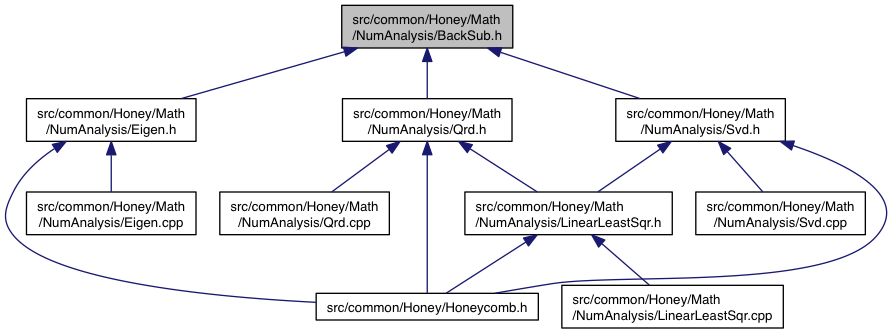 src/common/Honey/Math
/NumAnalysis/BackSub.h
src/common/Honey/Math
/NumAnalysis/Eigen.h
src/common/Honey/Math
/NumAnalysis/Qrd.h
src/common/Honey/Math
/NumAnalysis/Svd.h
src/common/Honey/Math
/NumAnalysis/Eigen.cpp
src/common/Honey/Math
/NumAnalysis/Qrd.cpp
src/common/Honey/Math
/NumAnalysis/LinearLeastSqr.h
src/common/Honey/Math
/NumAnalysis/Svd.cpp
src/common/Honey/Honeycomb.h
src/common/Honey/Math
/NumAnalysis/LinearLeastSqr.cpp